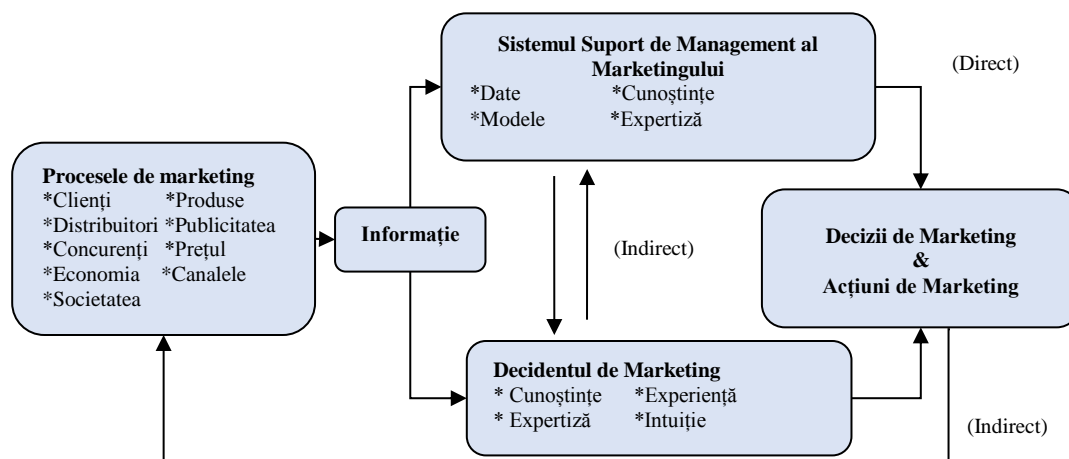 Sistemul Suport de Management al
Marketingului
*Date *Cunoștințe
*Modele *Expertiză
(Direct)
Procesele de marketing
*Clienți *Produse
*Distribuitori *Publicitatea
*Concurenți *Prețul
*Economia *Canalele
*Societatea
Informație
(Indirect)
Decizii de Marketing
&
Acțiuni de Marketing
Decidentul de Marketing
* Cunoștințe *Experiență
* Expertiză *Intuiție
(Indirect)